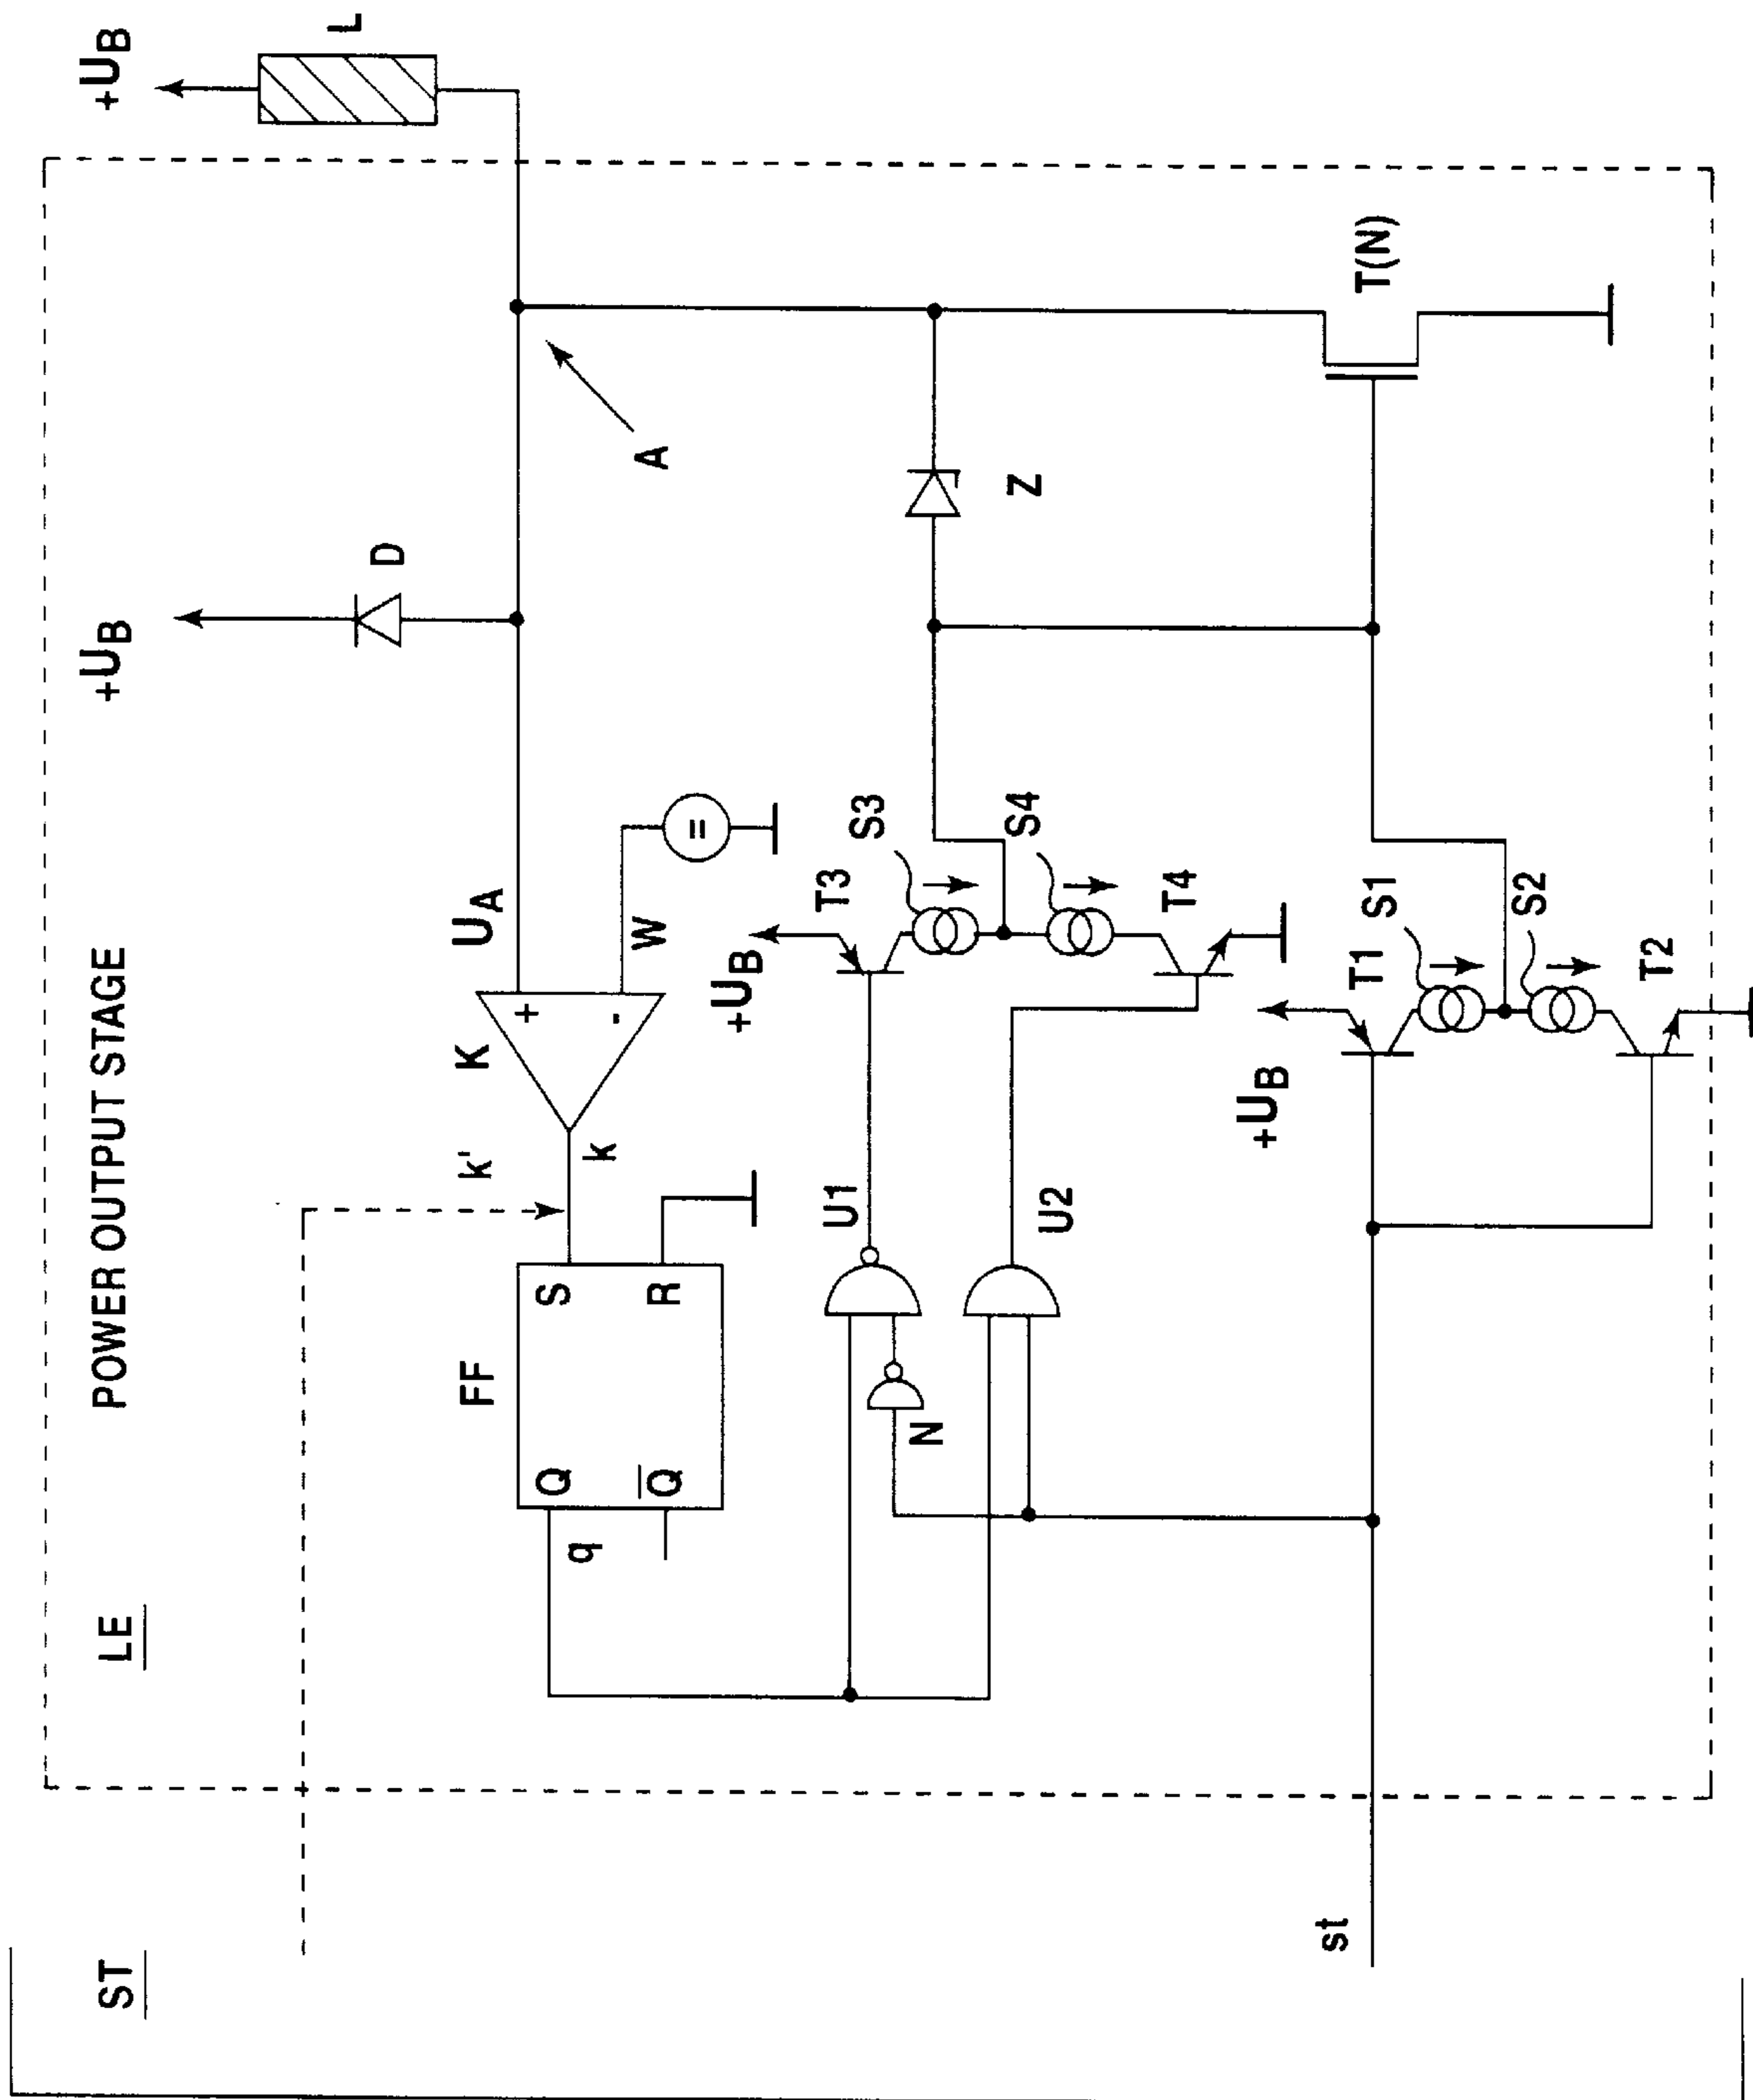 ST
LE
POWER OUTPUT STAGE
+UB
+UB
L
D
k'
k
K
UA
+
-
W
=
A
FF
S
R
Q
Q
q
N
U1
U2
+UB
T3
S3
S4
T4
Z
+UB
T1
S1
S2
T2
T(N)
st